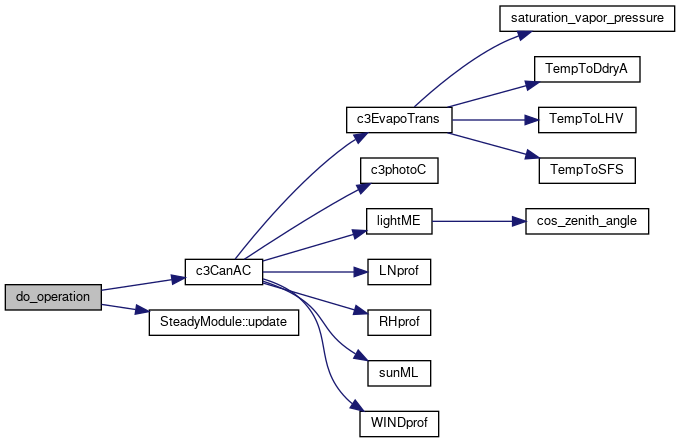 saturation_vapor_pressure
TempToDdryA
c3EvapoTrans
TempToLHV
c3photoC
TempToSFS
lightME
cos_zenith_angle
c3CanAC
LNprof
do_operation
SteadyModule::update
RHprof
sunML
WINDprof